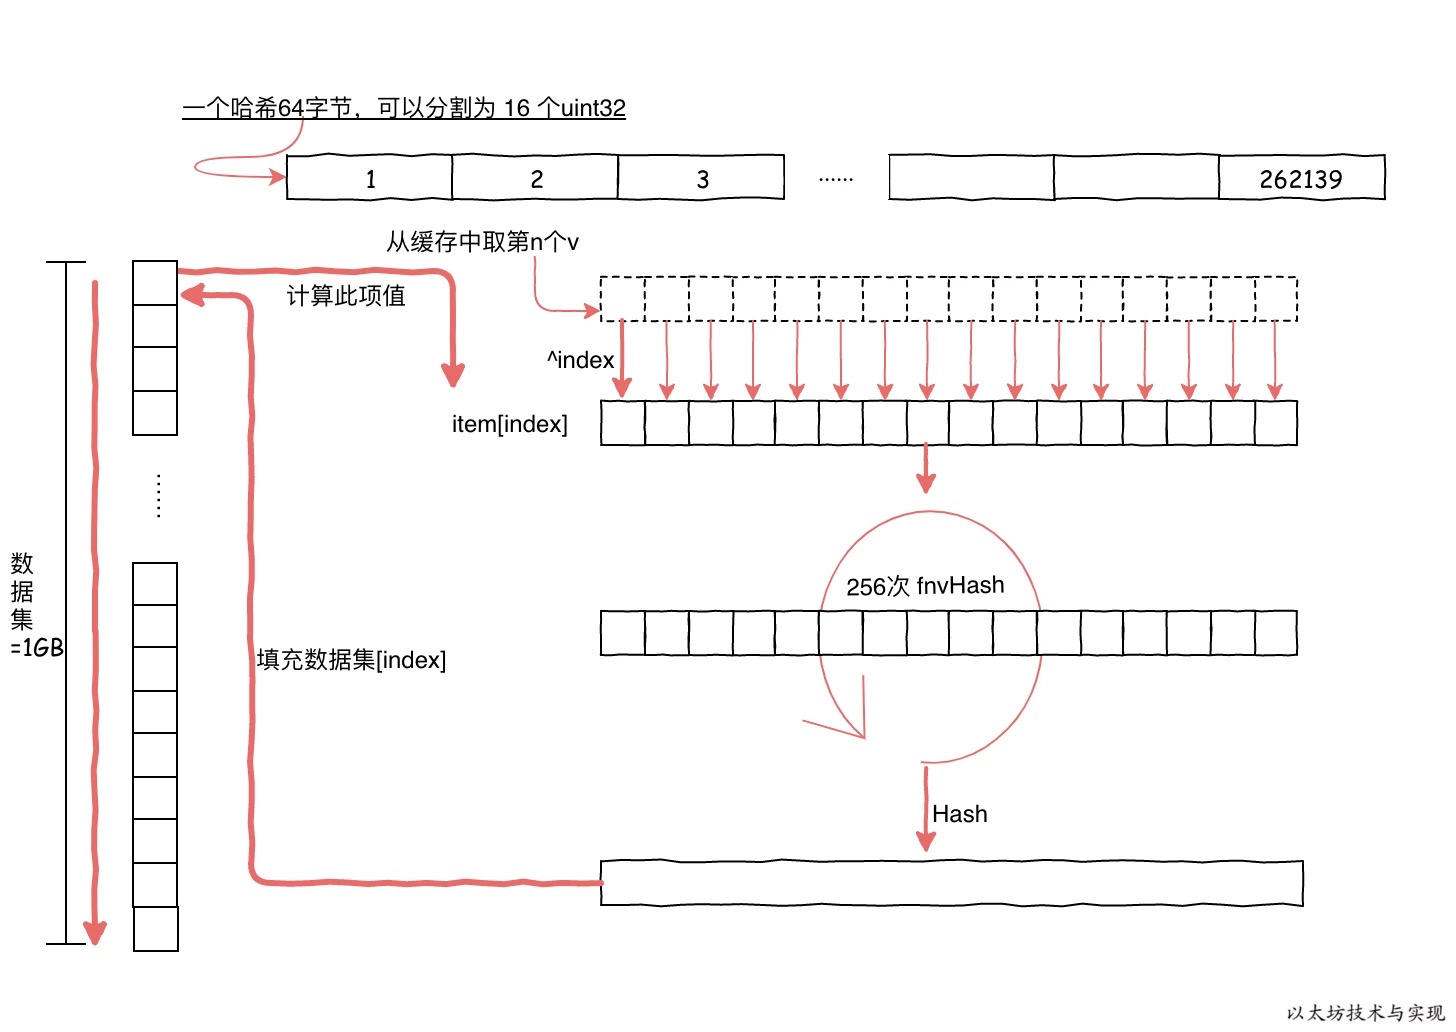 一个哈希64字节，可以分割为 16 个uint32
1
2
3
......
262139
从缓存中取第n个v
计算此项值
^index
item[index]
......
数
据
集
=1GB
256次 fnvHash
填充数据集[index]
Hash
以太坊技术与实现